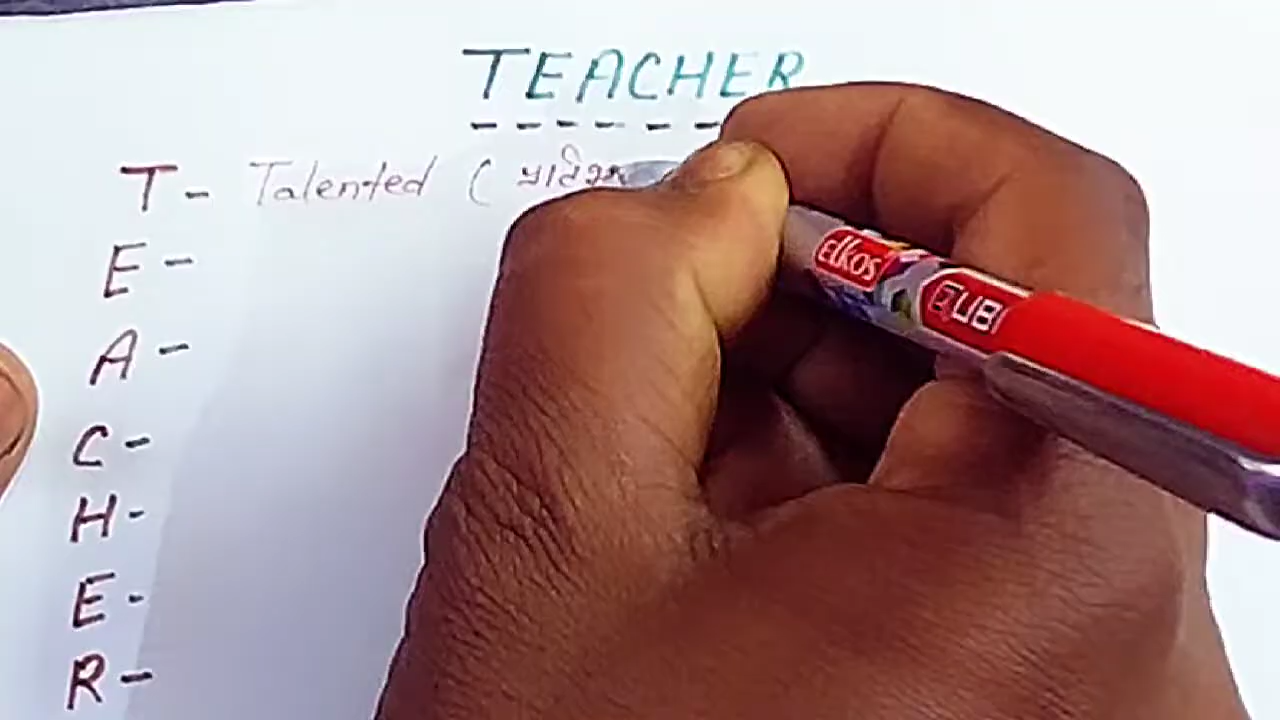 TEACHER
T- Talented (
E-
A-
C-
H-
E-
R-
elkos